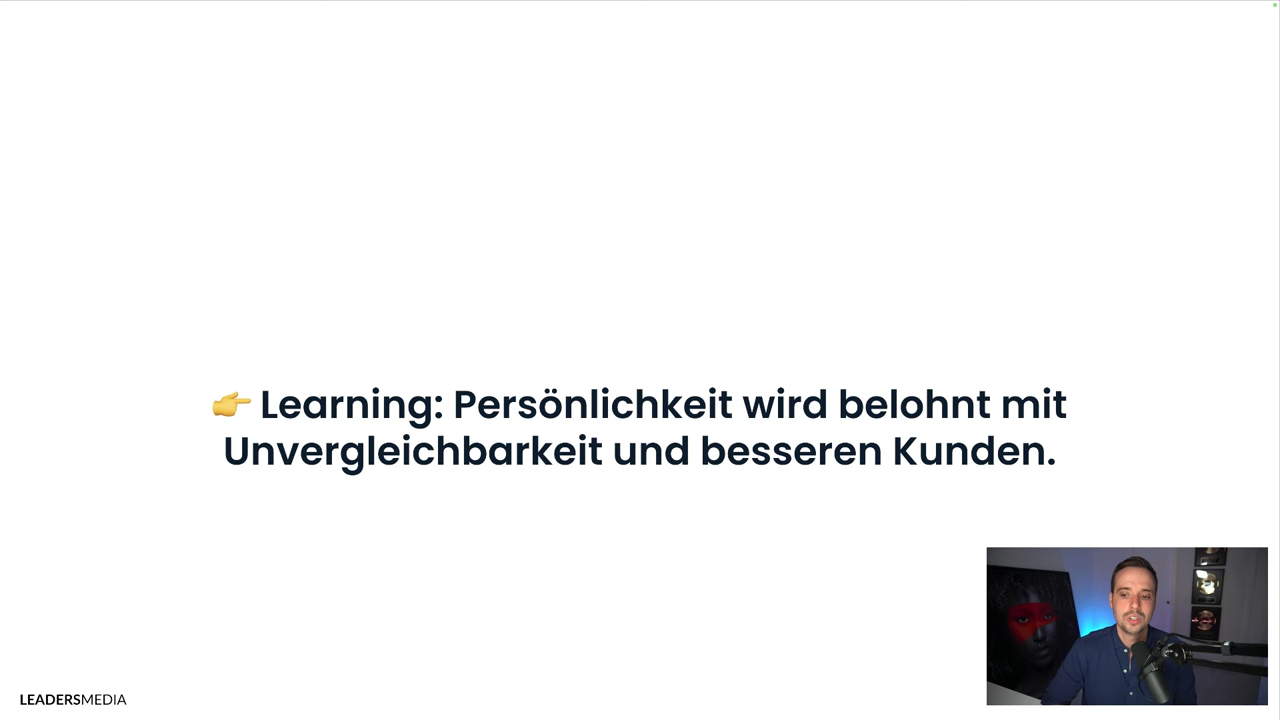 👉 Learning: Persönlichkeit wird belohnt mit
Unvergleichbarkeit und besseren Kunden.
LEADERSMEDIA